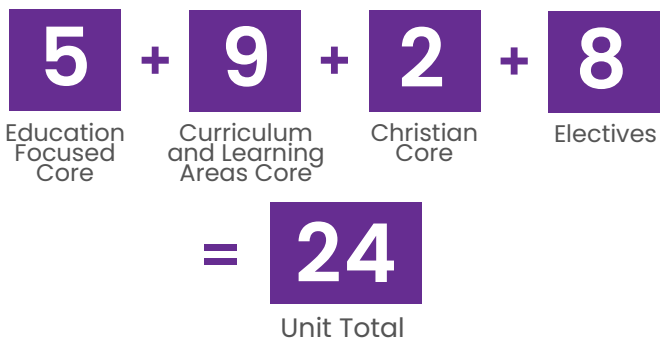 5 + 9 + 2 + 8
Education Focused Core
Curriculum and Learning Areas Core
Christian Core
Electives
= 24
Unit Total